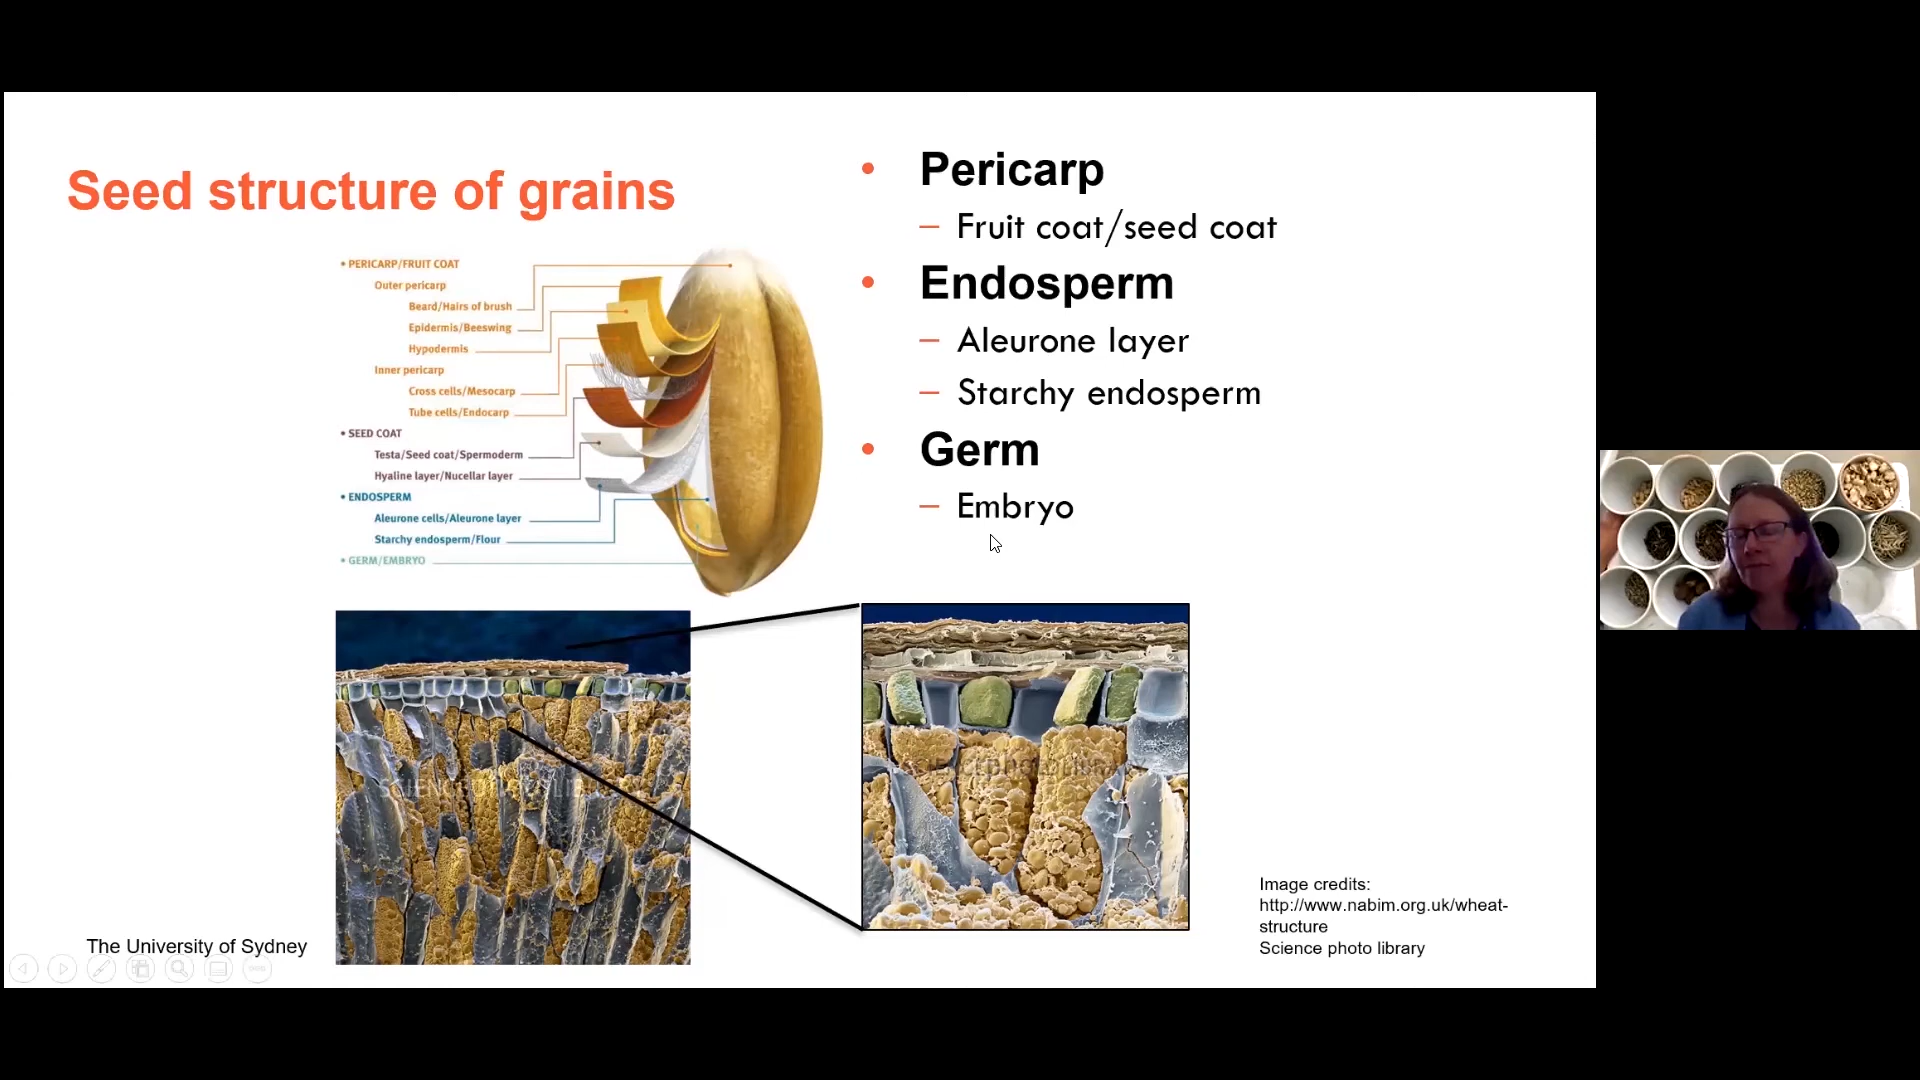 Seed structure of grains
• PERICARP/FRUIT COAT
Outer pericarp
Beard/Hairs of brush
Epidermis/Beeswing
Hypodermis
Inner pericarp
Cross cells/Mesocarp
Tube cells/Endocarp
• SEED COAT
Testa/Seed coat/Spermoderm
Hyaline layer/Nucellar layer
• ENDOSPERM
Aleurone cells/Aleurone layer
Starchy endosperm/Flour
• GERM/EMBRYO
• Pericarp
– Fruit coat/seed coat
• Endosperm
– Aleurone layer
– Starchy endosperm
• Germ
– Embryo
SCIENCEPHOTOLIBRARY
Image credits:
http://www.nabim.org.uk/wheat-
structure
Science photo library
The University of Sydney